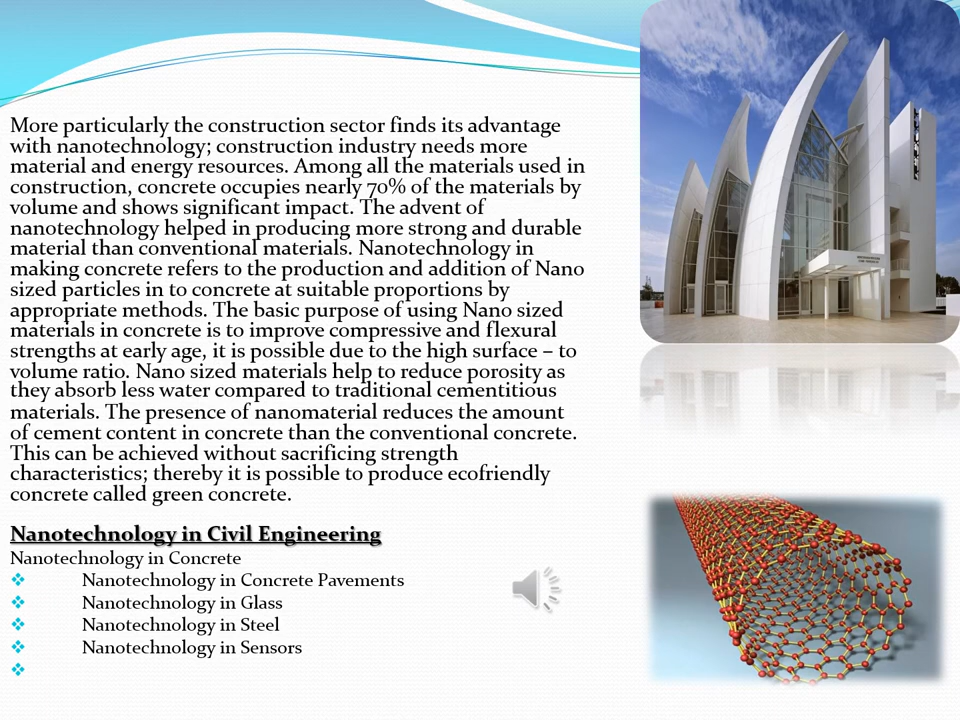 More particularly the construction sector finds its advantage
with nanotechnology; construction industry needs more
material and energy resources. Among all the materials used in
construction, concrete occupies nearly 70% of the materials by
volume and shows significant impact. The advent of
nanotechnology helped in producing more strong and durable
material than conventional materials. Nanotechnology in
making concrete refers to the production and addition of Nano
sized particles in to concrete at suitable proportions by
appropriate methods. The basic purpose of using Nano sized
materials in concrete is to improve compressive and flexural
strengths at early age, it is possible due to the high surface – to
volume ratio. Nano sized materials help to reduce porosity as
they absorb less water compared to traditional cementitious
materials. The presence of nanomaterial reduces the amount
of cement content in concrete than the conventional concrete.
This can be achieved without sacrificing strength
characteristics; thereby it is possible to produce ecofriendly
concrete called green concrete.
Nanotechnology in Civil Engineering
Nanotechnology in Concrete
❖ Nanotechnology in Concrete Pavements
❖ Nanotechnology in Glass
❖ Nanotechnology in Steel
❖ Nanotechnology in Sensors
❖